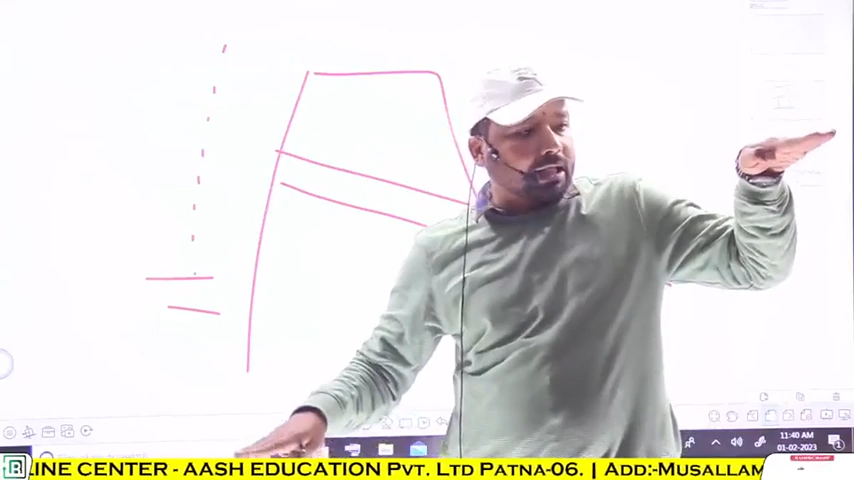 11:40 AM
01-02-2023
LINE CENTER - AASH EDUCATION PVT. LTD PATNA-06. | ADD:-MUSALLAM